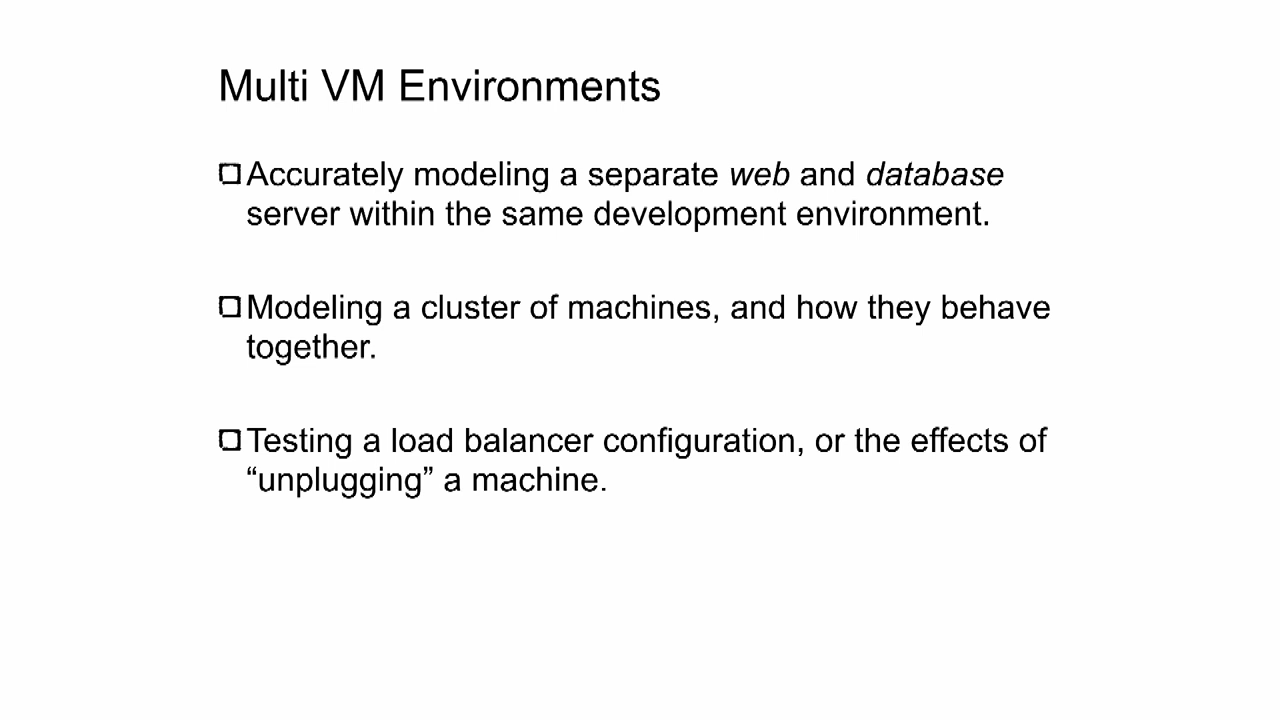 Multi VM Environments
Accurately modeling a separate web and database
server within the same development environment.
Modeling a cluster of machines, and how they behave
together.
Testing a load balancer configuration, or the effects of
“unplugging” a machine.